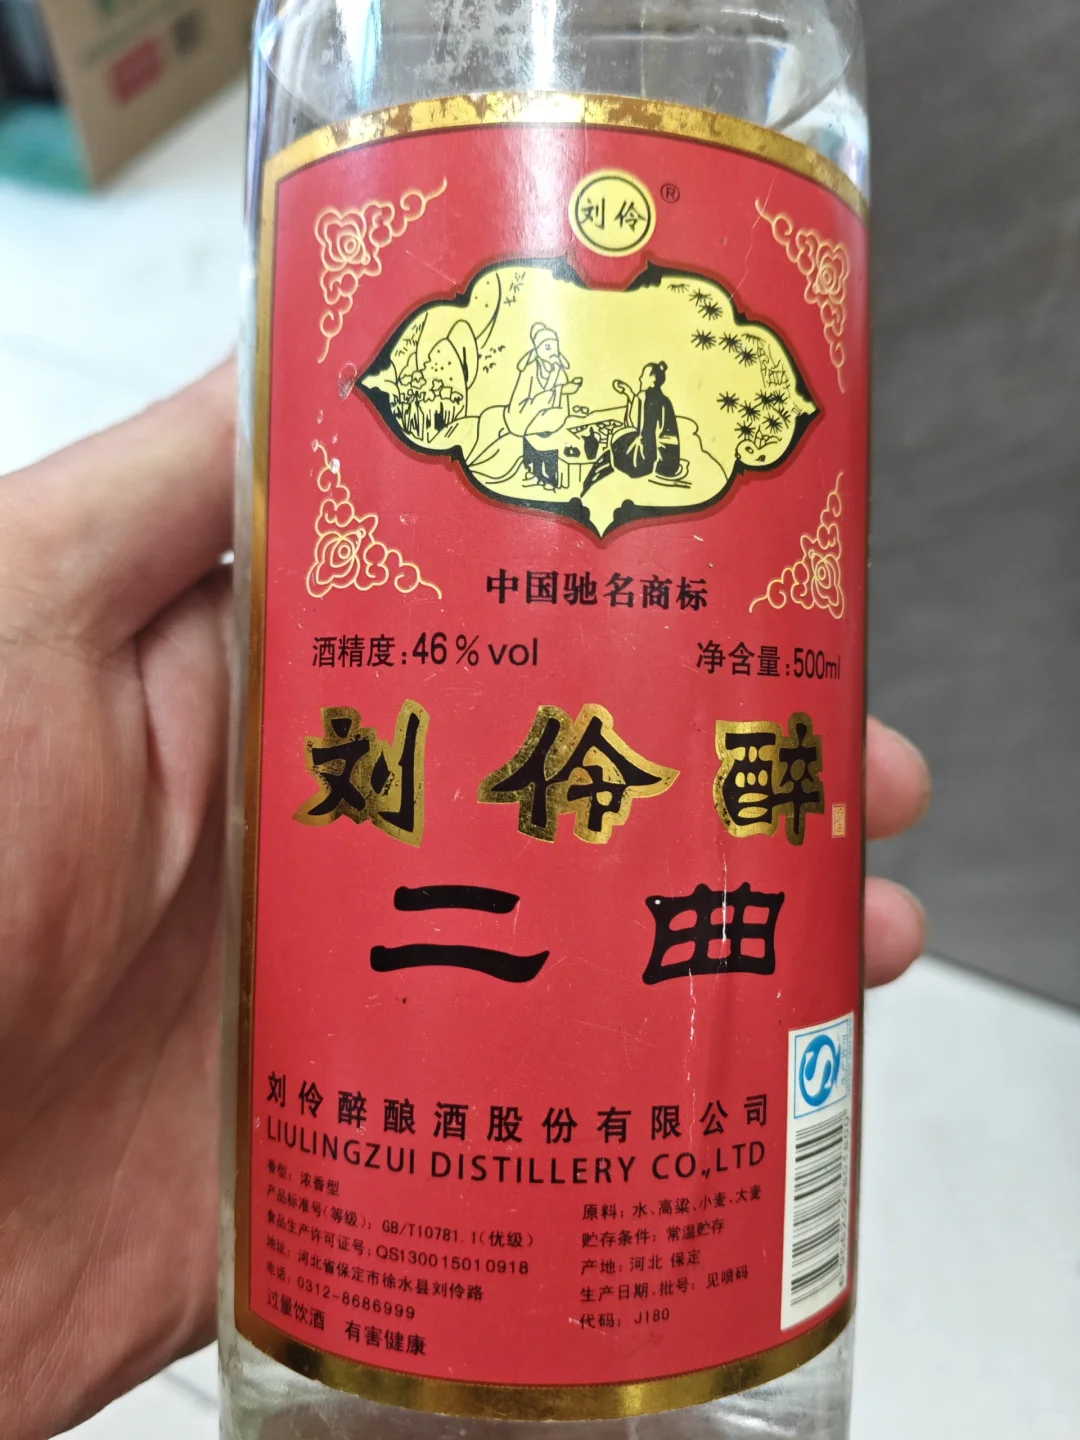 刘伶®
中国驰名商标
酒精度:46%vol
净含量:500ml
刘伶醉
二曲
刘伶醉酿酒股份有限公司
LIULINGZUI DISTILLERY CO.,LTD
香型：浓香型
产品标准号(等级)：GB/T10781.1(优级)
食品生产许可证号：QS130015010918
地址：河北省保定市徐水县刘伶路
电话：0312-8686999
过量饮酒 有害健康
原料：水、高粱、小麦、大麦
贮存条件：常温贮存
产地：河北 保定
生产日期、批号：见喷码
代码：J180